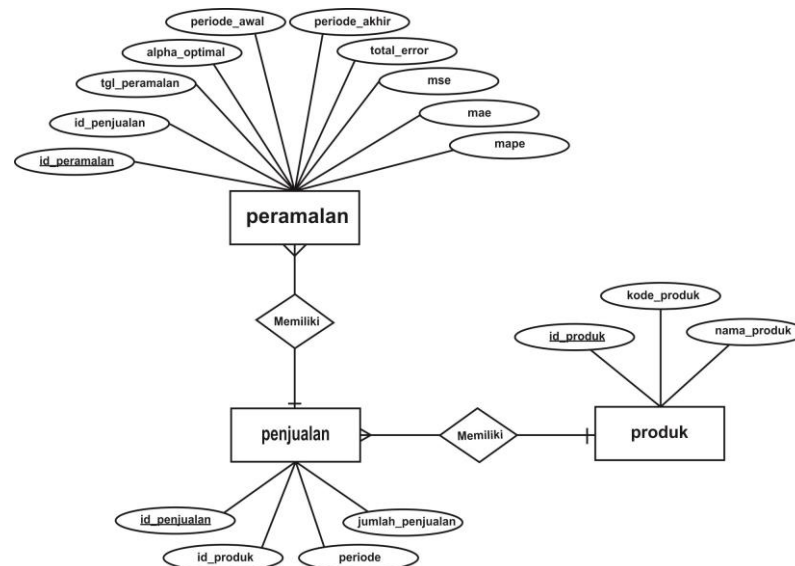 periode_awal
periode_akhir
alpha_optimal
total_error
tgl_peramalan
mse
id_penjualan
mae
id_peramalan
mape
peramalan
Memiliki
kode_produk
id_produk
nama_produk
penjualan
Memiliki
produk
id_penjualan
jumlah_penjualan
id_produk
periode